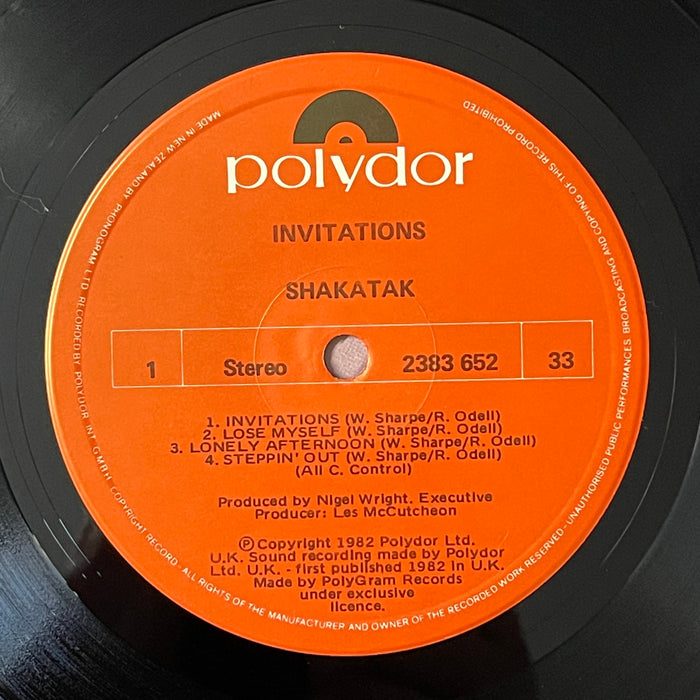 polydor
INVITATIONS
SHAKATAK
1 Stereo 2383 652 33
1. INVITATIONS (W. Sharpe/R. Odell)
2. LOSE MYSELF (W. Sharpe/R. Odell)
3. LONELY AFTERNOON (W. Sharpe/R. Odell)
4. STEPPIN' OUT (W. Sharpe/R. Odell)
(All C. Control)
Produced by Nigel Wright. Executive
Producer: Les McCutcheon
Ⓟ Copyright 1982 Polydor Ltd.
U.K. Sound recording made by Polydor
Ltd. U.K. - first published 1982 in U.K.
Made by PolyGram Records
under exclusive
licence.
MADE IN NEW ZEALAND BY PHONOGRAM LTD. RECORDED BY POLYDOR INT. GMBH. COPYRIGHT RECORD. ALL RIGHTS OF THE MANUFACTURER AND OWNER OF THE RECORDED WORK RESERVED - UNAUTHORISED PUBLIC PERFORMANCES BROADCASTING AND COPYING OF THIS RECORD PROHIBITED